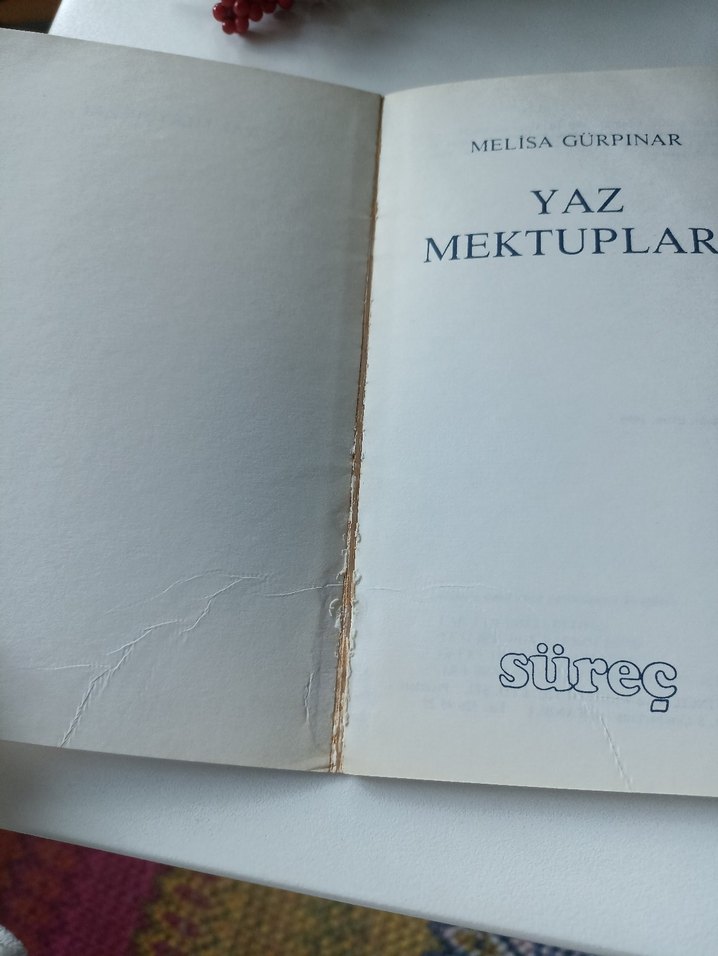 MELİSA GÜRPINAR
YAZ
MEKTUPLAR
süreç